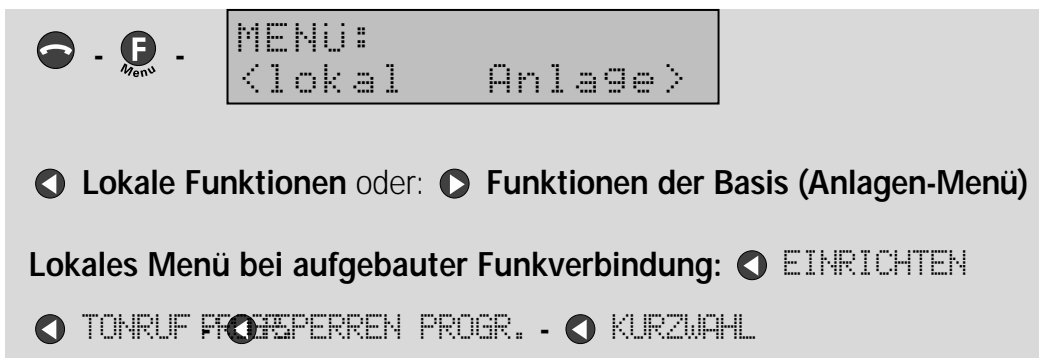 - F -
Menu
MENÜ:
<lokal Anlage>
Lokale Funktionen oder: Funktionen der Basis (Anlagen-Menü)
Lokales Menü bei aufgebauter Funkverbindung: EINRICHTEN
TONRUF SPERREN PROGR. - KURZWAHL